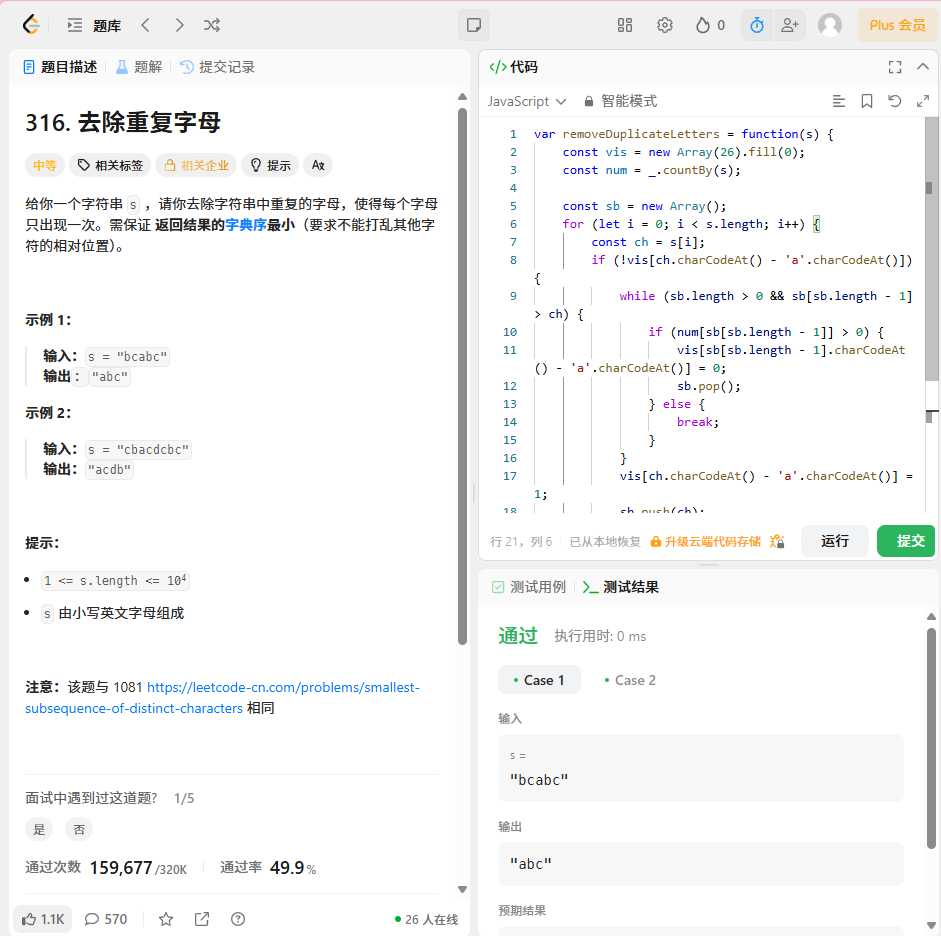 题库
0
Plus 会员
题目描述
题解
提交记录
316. 去除重复字母
中等
相关标签
相关企业
提示
给你一个字符串 s ，请你去除字符串中重复的字母，使得每个字母
只出现一次。需保证 返回结果的字典序最小（要求不能打乱其他字
符的相对位置）。
示例 1：
输入：s = "bcabc"
输出："abc"
示例 2：
输入：s = "cbacdcbc"
输出："acdb"
提示：
1 <= s.length <= 10⁴
s 由小写英文字母组成
注意：该题与 1081 https://leetcode-cn.com/problems/smallest-
subsequence-of-distinct-characters 相同
面试中遇到过这道题? 1/5
是
否
通过次数 159,677/320K
通过率 49.9%
1.1K
570
26 人在线
</>代码
JavaScript
智能模式
1 var removeDuplicateLetters = function(s) {
2 const vis = new Array(26).fill(0);
3 const num = _.countBy(s);
4
5 const sb = new Array();
6 for (let i = 0; i < s.length; i++) {
7 const ch = s[i];
8 if (!vis[ch.charCodeAt() - 'a'.charCodeAt()])
{
9 while (sb.length > 0 && sb[sb.length - 1]
> ch) {
10 if (num[sb[sb.length - 1]] > 0) {
11 vis[sb[sb.length - 1].charCodeAt
() - 'a'.charCodeAt()] = 0;
12 sb.pop();
13 } else {
14 break;
15 }
16 }
17 vis[ch.charCodeAt() - 'a'.charCodeAt()] =
1;
18 sb.push(ch);
行 21，列 6
已从本地恢复
升级云端代码存储
运行
提交
测试用例
测试结果
通过
执行用时: 0 ms
Case 1
Case 2
输入
s =
"bcabc"
输出
"abc"
预期结果